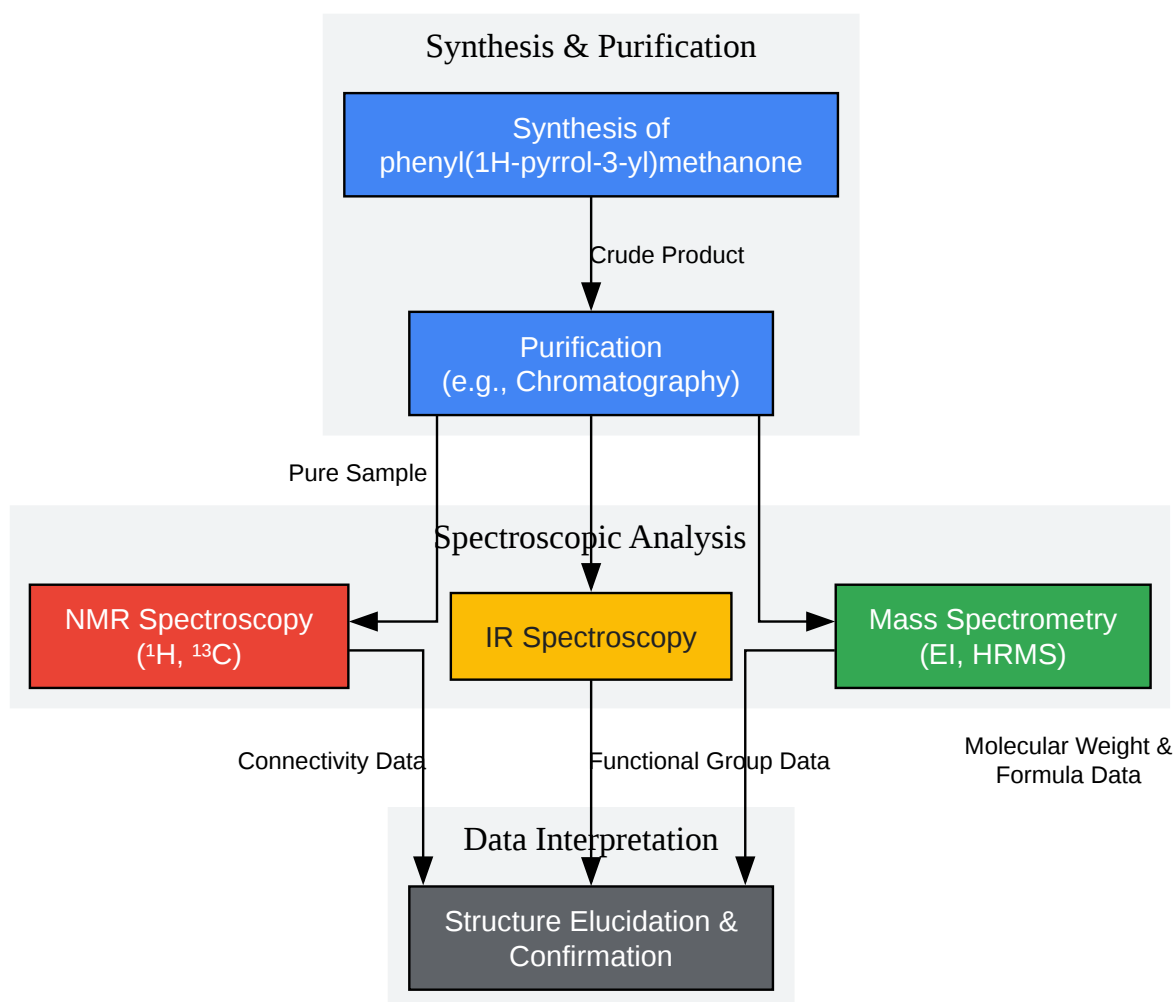 Synthesis & Purification
Synthesis of
phenyl(1H-pyrrol-3-yl)methanone
Crude Product
Purification
(e.g., Chromatography)
Pure Sample
Spectroscopic Analysis
NMR Spectroscopy
(¹H, ¹³C)
IR Spectroscopy
Mass Spectrometry
(EI, HRMS)
Connectivity Data
Functional Group Data
Molecular Weight &
Formula Data
Data Interpretation
Structure Elucidation &
Confirmation